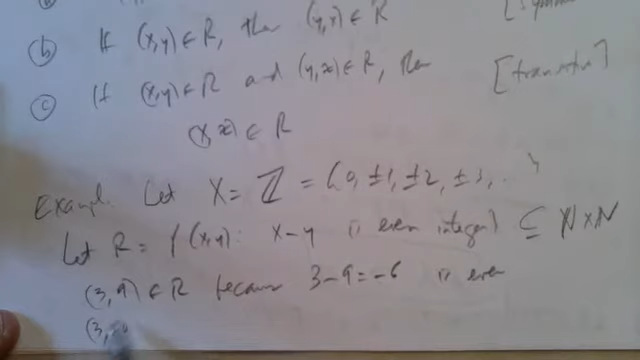 (b) If (x,y) ∈ R, then (y,x) ∈ R
(c) If (x,y) ∈ R and (y,z) ∈ R, then [transitive]
(x,z) ∈ R
Example. Let X = ℤ = {0, ±1, ±2, ±3, ...}
Let R = {(x,y): x-y is even integer} ⊆ N×N
(3,9) ∈ R because 3-9=-6 is even
(3,